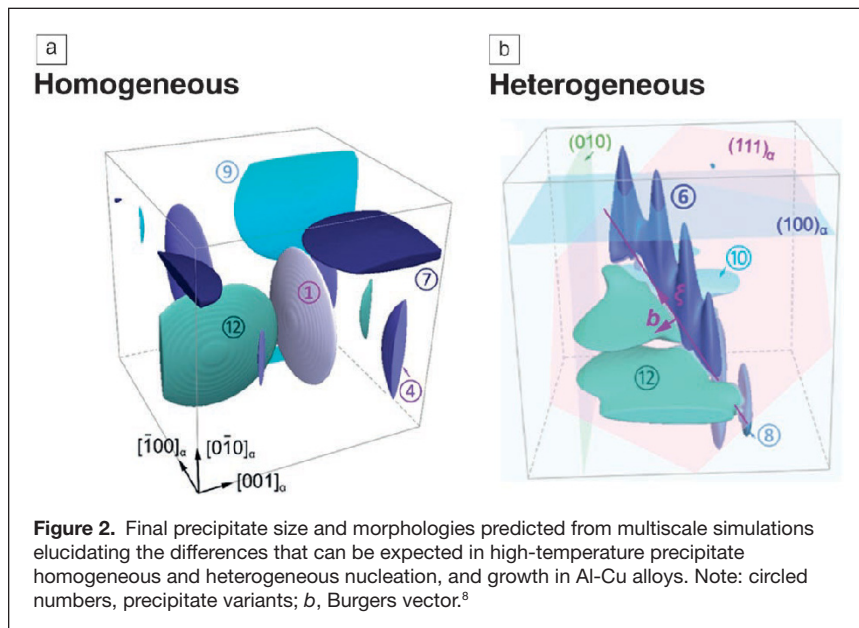 a
Homogeneous
⑨
①
⑦
⑫
④
[1̄00]α
[01̄0]α
[001]α
b
Heterogeneous
(010)
(111)α
⑥
(100)α
⑩
ξ
b
⑫
⑧
Figure 2. Final precipitate size and morphologies predicted from multiscale simulations
elucidating the differences that can be expected in high-temperature precipitate
homogeneous and heterogeneous nucleation, and growth in Al-Cu alloys. Note: circled
numbers, precipitate variants; b, Burgers vector.⁸